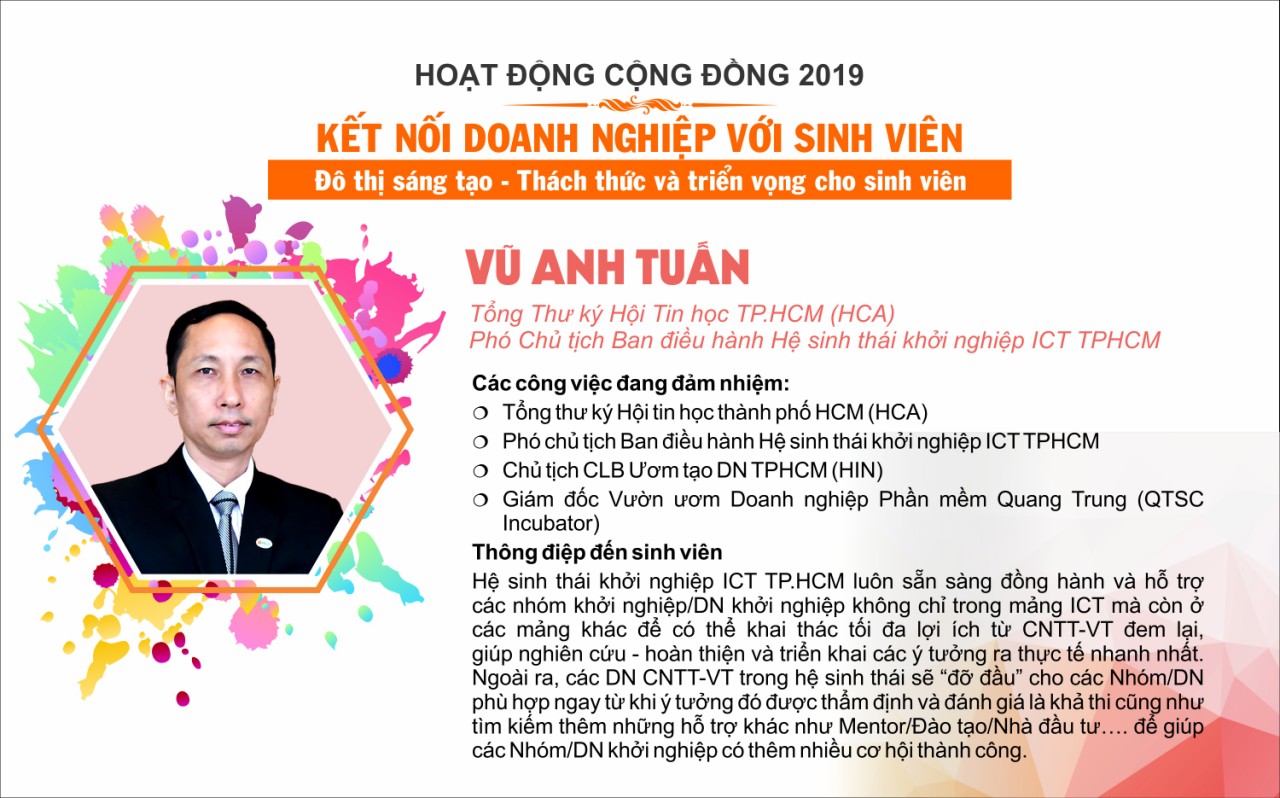 HOẠT ĐỘNG CỘNG ĐỒNG 2019
KẾT NỐI DOANH NGHIỆP VỚI SINH VIÊN
Đô thị sáng tạo - Thách thức và triển vọng cho sinh viên
VŨ ANH TUẤN
Tổng Thư ký Hội Tin học TP.HCM (HCA)
Phó Chủ tịch Ban điều hành Hệ sinh thái khởi nghiệp ICT TPHCM
Các công việc đang đảm nhiệm:
❍ Tổng thư ký Hội tin học thành phố HCM (HCA)
❍ Phó chủ tịch Ban điều hành Hệ sinh thái khởi nghiệp ICT TPHCM
❍ Chủ tịch CLB Ươm tạo DN TPHCM (HIN)
❍ Giám đốc Vườn ươm Doanh nghiệp Phần mềm Quang Trung (QTSC
Incubator)
Thông điệp đến sinh viên
Hệ sinh thái khởi nghiệp ICT TP.HCM luôn sẵn sàng đồng hành và hỗ trợ
các nhóm khởi nghiệp/DN khởi nghiệp không chỉ trong mảng ICT mà còn ở
các mảng khác để có thể khai thác tối đa lợi ích từ CNTT-VT đem lại,
giúp nghiên cứu - hoàn thiện và triển khai các ý tưởng ra thực tế nhanh nhất.
Ngoài ra, các DN CNTT-VT trong hệ sinh thái sẽ “đỡ đầu” cho các Nhóm/DN
phù hợp ngay từ khi ý tưởng đó được thẩm định và đánh giá là khả thi cũng như
tìm kiếm thêm những hỗ trợ khác như Mentor/Đào tạo/Nhà đầu tư…. để giúp
các Nhóm/DN khởi nghiệp có thêm nhiều cơ hội thành công.